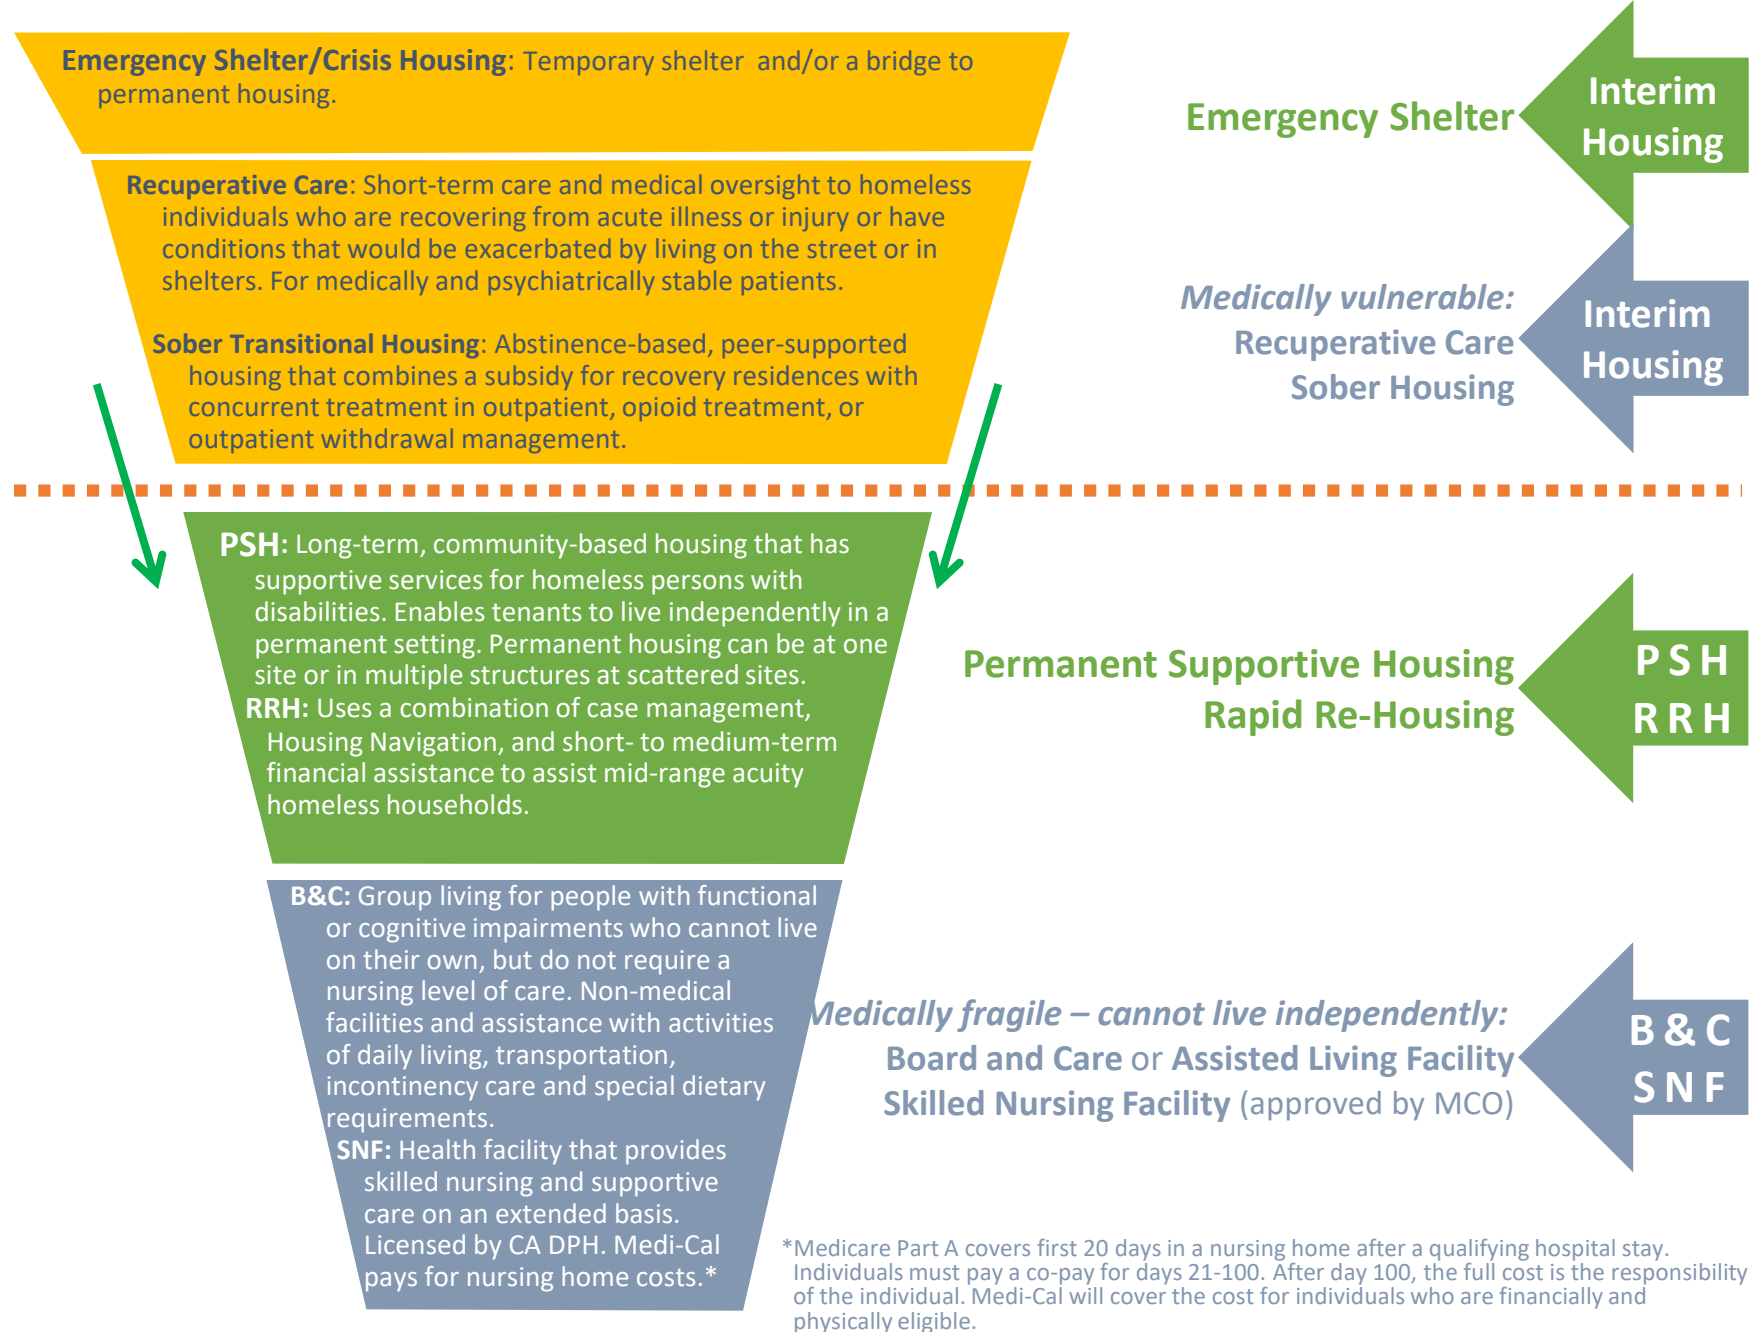 Emergency Shelter/Crisis Housing: Temporary shelter and/or a bridge to
permanent housing.
Emergency Shelter
Interim
Housing
Recuperative Care: Short-term care and medical oversight to homeless
individuals who are recovering from acute illness or injury or have
conditions that would be exacerbated by living on the street or in
shelters. For medically and psychiatrically stable patients.
Sober Transitional Housing: Abstinence-based, peer-supported
housing that combines a subsidy for recovery residences with
concurrent treatment in outpatient, opioid treatment, or
outpatient withdrawal management.
Medically vulnerable:
Recuperative Care
Sober Housing
Interim
Housing
PSH: Long-term, community-based housing that has
supportive services for homeless persons with
disabilities. Enables tenants to live independently in a
permanent setting. Permanent housing can be at one
site or in multiple structures at scattered sites.
RRH: Uses a combination of case management,
Housing Navigation, and short- to medium-term
financial assistance to assist mid-range acuity
homeless households.
Permanent Supportive Housing
Rapid Re-Housing
PSH
RRH
B&C: Group living for people with functional
or cognitive impairments who cannot live
on their own, but do not require a
nursing level of care. Non-medical
facilities and assistance with activities
of daily living, transportation,
incontinency care and special dietary
requirements.
SNF: Health facility that provides
skilled nursing and supportive
care on an extended basis.
Licensed by CA DPH. Medi-Cal
pays for nursing home costs.*
Medically fragile – cannot live independently:
Board and Care or Assisted Living Facility
Skilled Nursing Facility (approved by MCO)
B & C
SNF
*Medicare Part A covers first 20 days in a nursing home after a qualifying hospital stay.
Individuals must pay a co-pay for days 21-100. After day 100, the full cost is the responsibility
of the individual. Medi-Cal will cover the cost for individuals who are financially and
physically eligible.